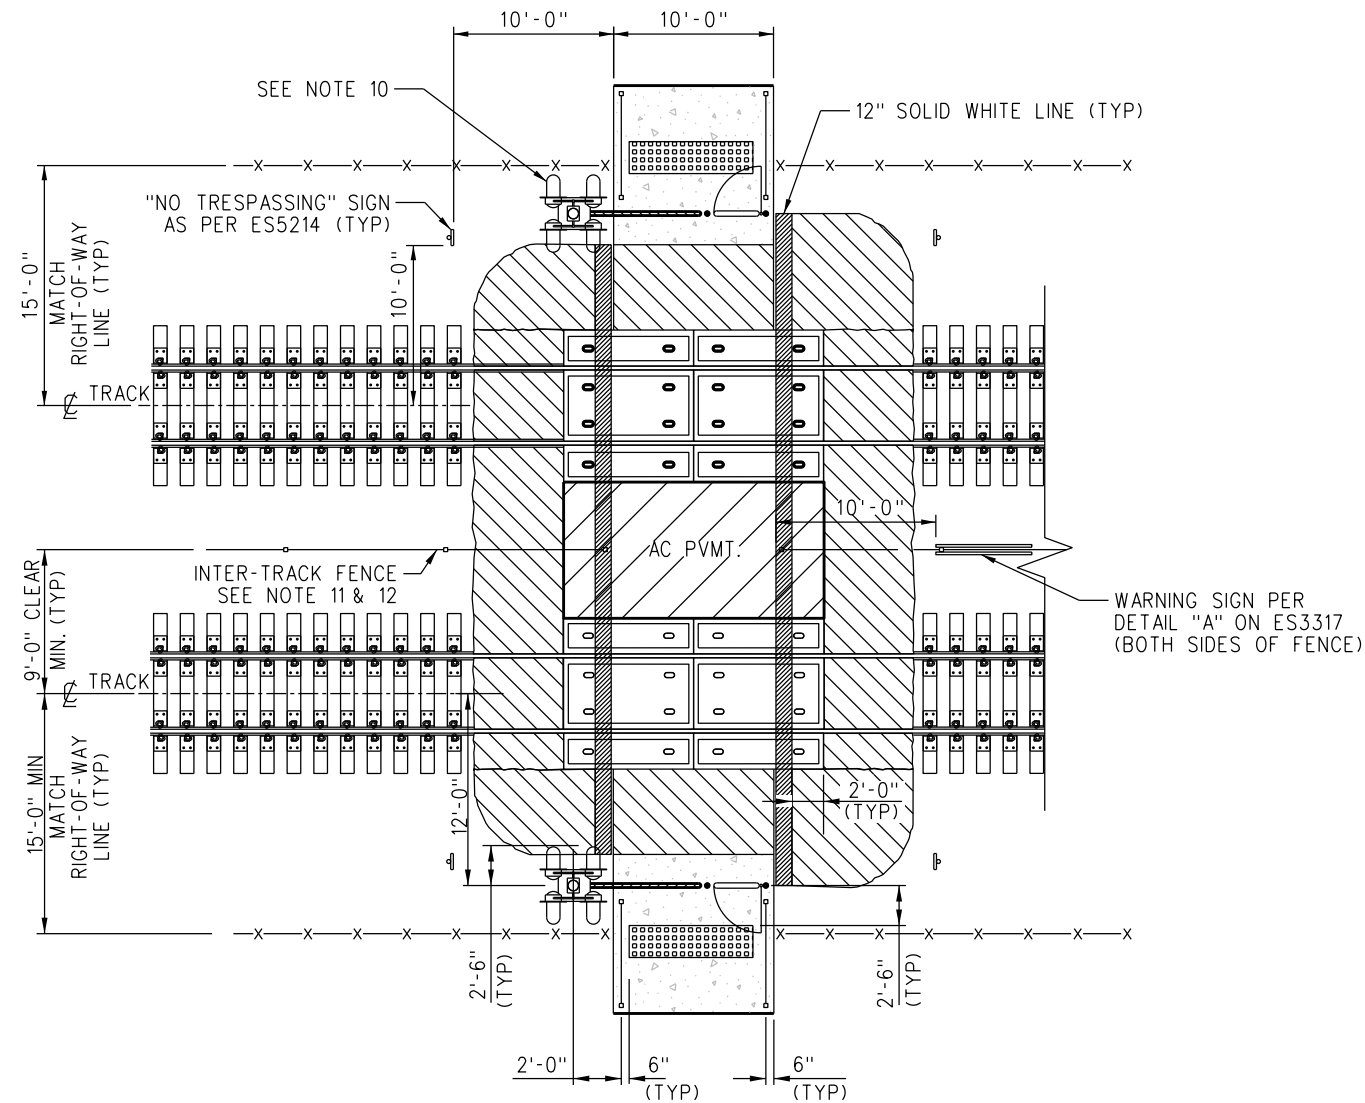 10'-0"
10'-0"
SEE NOTE 10
12" SOLID WHITE LINE (TYP)
"NO TRESPASSING" SIGN
AS PER ES5214 (TYP)
15'-0"
MATCH
RIGHT-OF-WAY
LINE (TYP)
10'-0"
℄ TRACK
10'-0"
AC PVMT.
INTER-TRACK FENCE
SEE NOTE 11 & 12
9'-0" CLEAR
MIN. (TYP)
WARNING SIGN PER
DETAIL "A" ON ES3317
(BOTH SIDES OF FENCE)
℄ TRACK
15'-0" MIN
MATCH
RIGHT-OF-WAY
LINE (TYP)
12'-0"
2'-0"
(TYP)
2'-6"
(TYP)
2'-6"
(TYP)
2'-0"
6"
(TYP)
6"
(TYP)